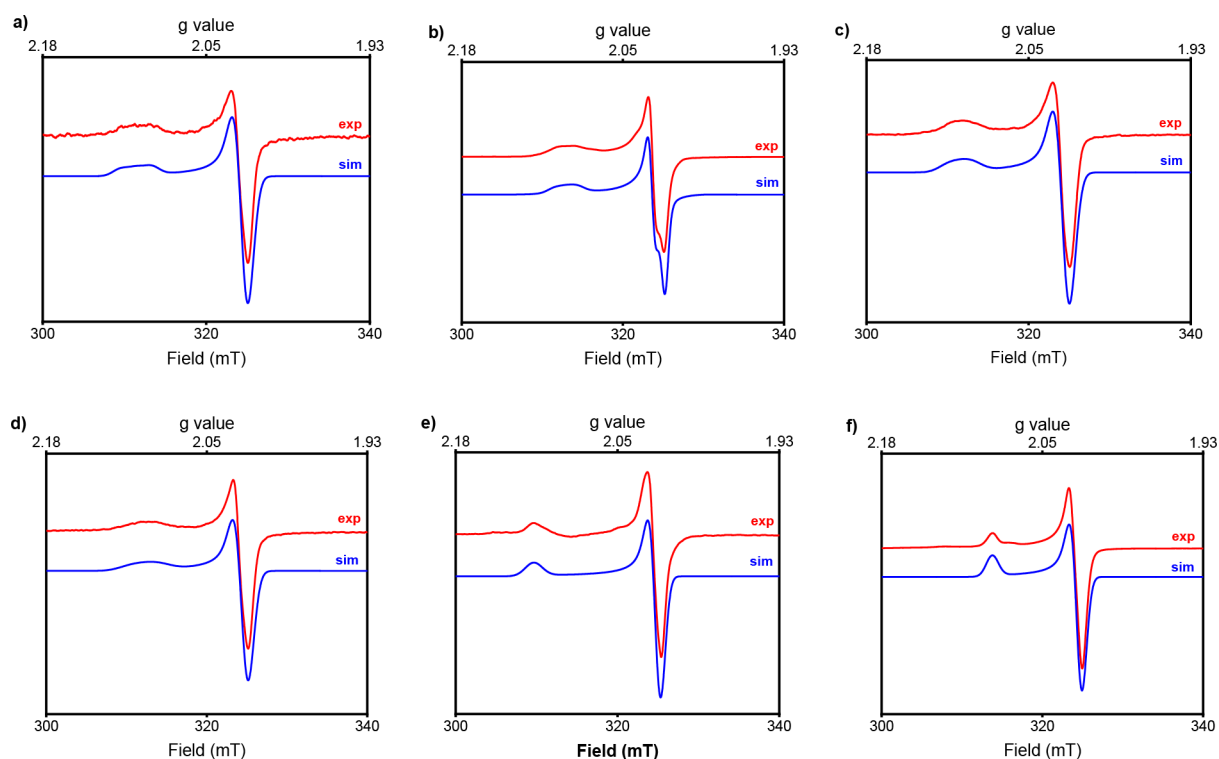 a)
g value
2.18 2.05 1.93
exp
sim
300 320 340
Field (mT)
b)
g value
2.18 2.05 1.93
exp
sim
300 320 340
Field (mT)
c)
g value
2.18 2.05 1.93
exp
sim
300 320 340
Field (mT)
d)
g value
2.18 2.05 1.93
exp
sim
300 320 340
Field (mT)
e)
g value
2.18 2.05 1.93
exp
sim
300 320 340
Field (mT)
f)
g value
2.18 2.05 1.93
exp
sim
300 320 340
Field (mT)